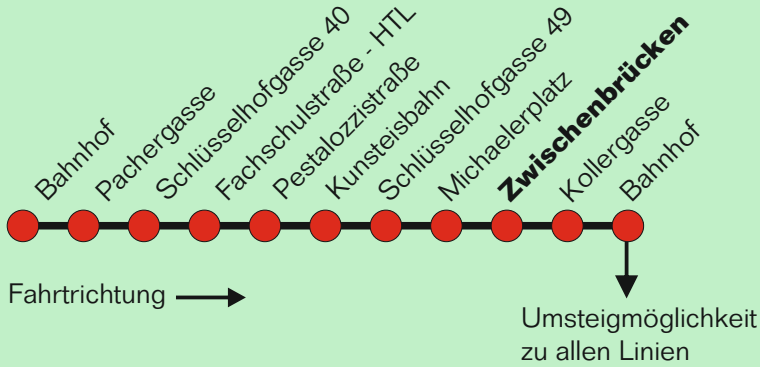 Bahnhof
Pachergasse
Schlüsselhofgasse 40
Fachschulstraße - HTL
Pestalozzistraße
Kunsteisbahn
Schlüsselhofgasse 49
Michaelerplatz
Zwischenbrücken
Kollergasse
Bahnhof
Fahrtrichtung
Umsteigmöglichkeit
zu allen Linien